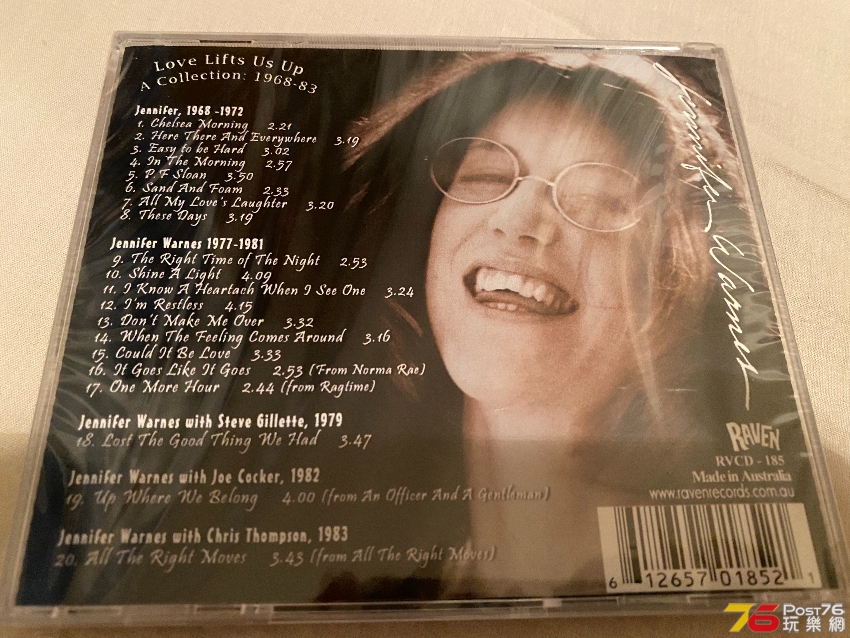 Love Lifts Us Up
A Collection: 1968-83
Jennifer, 1968 -1972
1. Chelsea Morning 2.21
2. Here There And Everywhere 3.19
3. Easy to be Hard 3.02
4. In The Morning 2.57
5. P F Sloan 3.50
6. Sand And Foam 2.33
7. All My Love's Laughter 3.20
8. These Days 3.19
Jennifer Warnes 1977-1981
9. The Right Time of The Night 2.53
10. Shine A Light 4.09
11. I Know A Heartach When I See One 3.24
12. I'm Restless 4.15
13. Don't Make Me Over 3.32
14. When The Feeling Comes Around 3.16
15. Could It Be Love 3.33
16. It Goes Like It Goes 2.53 (From Norma Rae)
17. One More Hour 2.44 (from Ragtime)
Jennifer Warnes with Steve Gillette, 1979
18. Lost The Good Thing We Had 3.47
Jennifer Warnes with Joe Cocker, 1982
19. Up Where We Belong 4.00 (from An Officer And A Gentleman)
Jennifer Warnes with Chris Thompson, 1983
20. All The Right Moves 3.43 (from All The Right Moves)
Jennifer Warnes
RAVEN
RVCD - 185
Made in Australia
www.ravenrecords.com.au
6 12657 01852 1
76 Post76
玩樂網